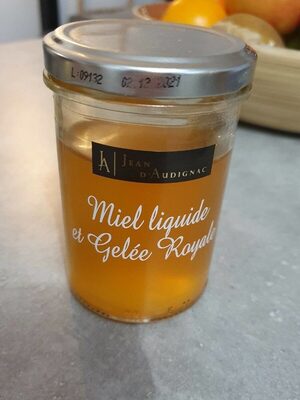 L:09132 02.12.2021
JA JEAN
D'AUDIGNAC
Miel liquide
et Gelée Royale